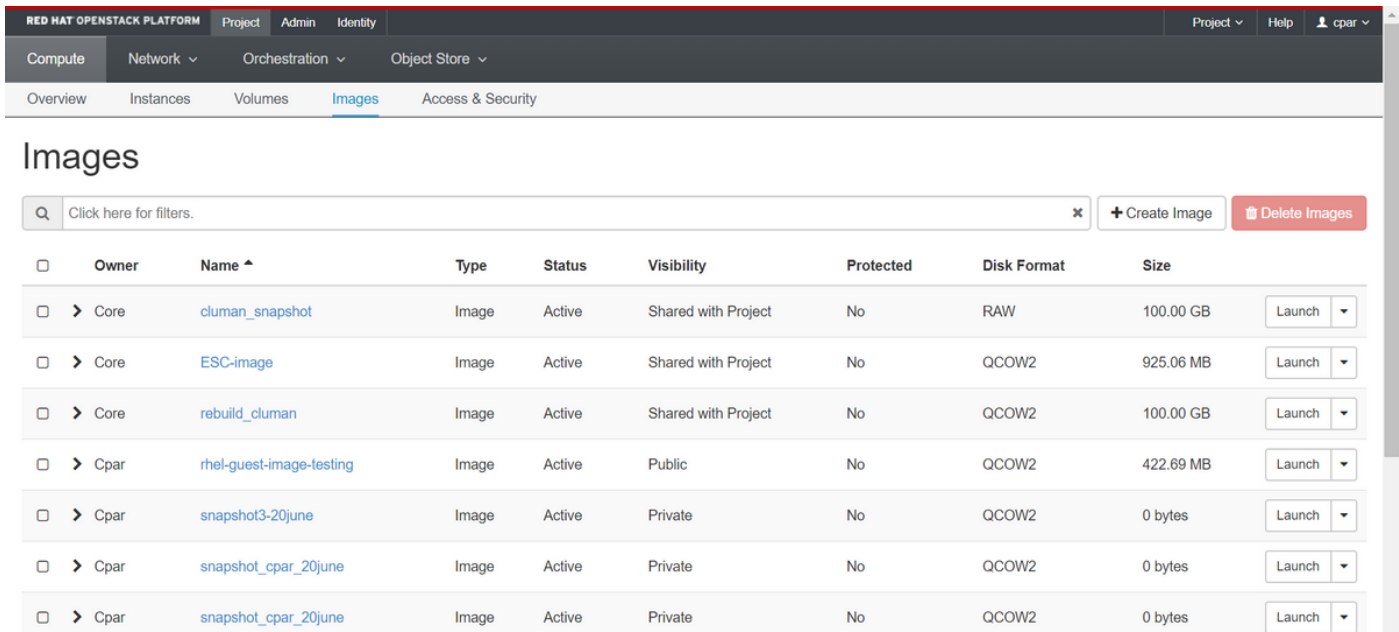 RED HAT OPENSTACK PLATFORM Project Admin Identity Project Help cpar
Compute Network Orchestration Object Store
Overview Instances Volumes Images Access & Security
Images
Click here for filters. Create Image Delete Images
Owner Name Type Status Visibility Protected Disk Format Size
Core cluman_snapshot Image Active Shared with Project No RAW 100.00 GB Launch
Core ESC-image Image Active Shared with Project No QCOW2 925.06 MB Launch
Core rebuild_cluman Image Active Shared with Project No QCOW2 100.00 GB Launch
Cpar rhel-guest-image-testing Image Active Public No QCOW2 422.69 MB Launch
Cpar snapshot3-20june Image Active Private No QCOW2 0 bytes Launch
Cpar snapshot_cpar_20june Image Active Private No QCOW2 0 bytes Launch
Cpar snapshot_cpar_20june Image Active Private No QCOW2 0 bytes Launch